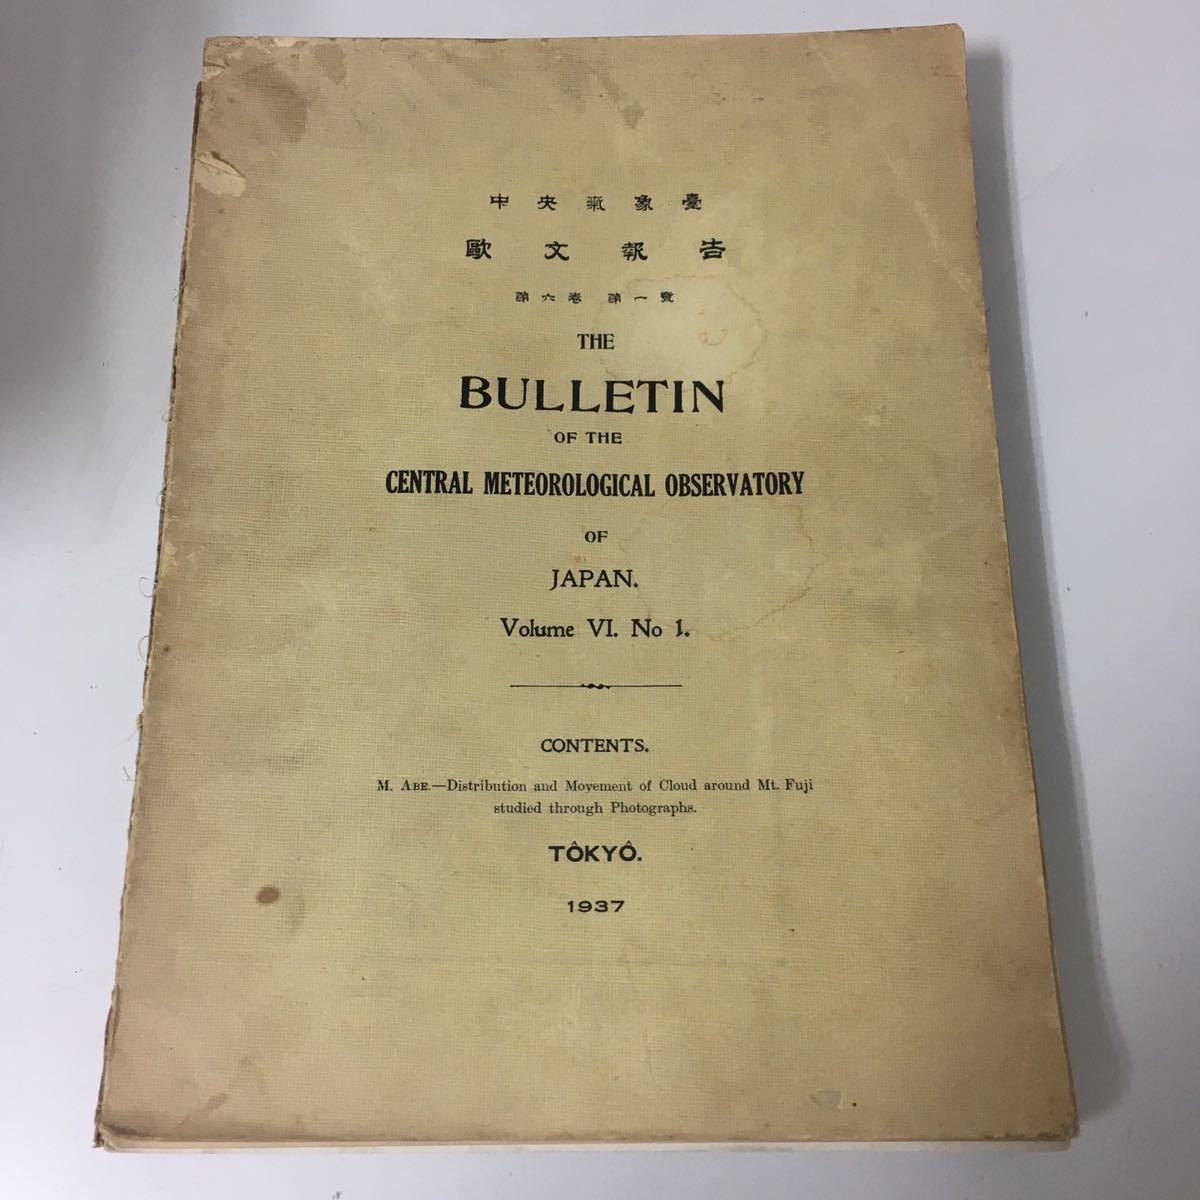 中央氣象臺
歐文報告
第六卷 第一號
THE
BULLETIN
OF THE
CENTRAL METEOROLOGICAL OBSERVATORY
OF
JAPAN.
Volume VI. No 1.
CONTENTS.
M. ABE.—Distribution and Moyement of Cloud around Mt. Fuji
studied through Photographs.
TÔKYÔ.
1937